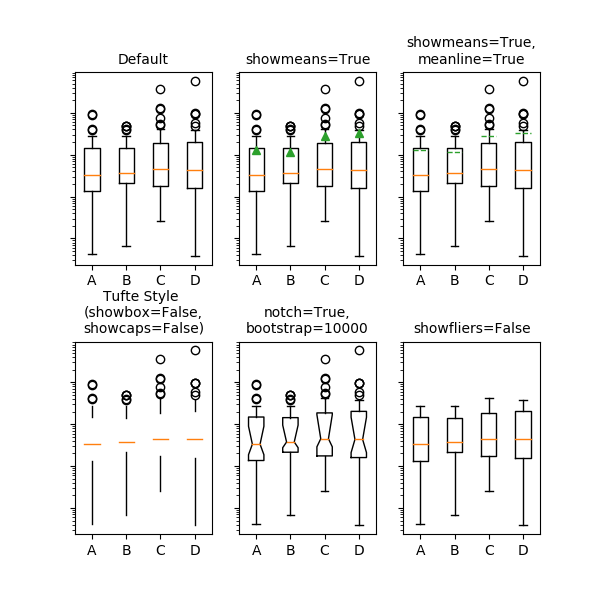 Default
showmeans=True
showmeans=True,
meanline=True
A B C D
A B C D
A B C D
Tufte Style
(showbox=False,
showcaps=False)
notch=True,
bootstrap=10000
showfliers=False
A B C D
A B C D
A B C D